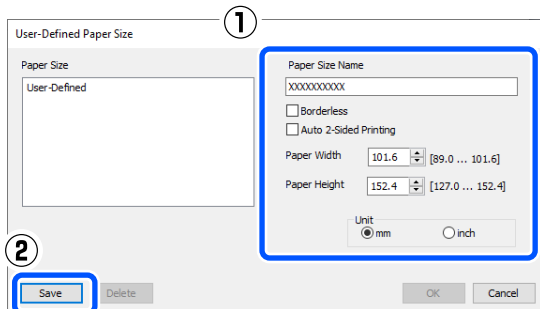 ①
User-Defined Paper Size
Paper Size
User-Defined
Paper Size Name
XXXXXXXXXX
Borderless
Auto 2-Sided Printing
Paper Width 101.6 [89.0 ... 101.6]
Paper Height 152.4 [127.0 ... 152.4]
Unit
mm inch
②
Save Delete OK Cancel